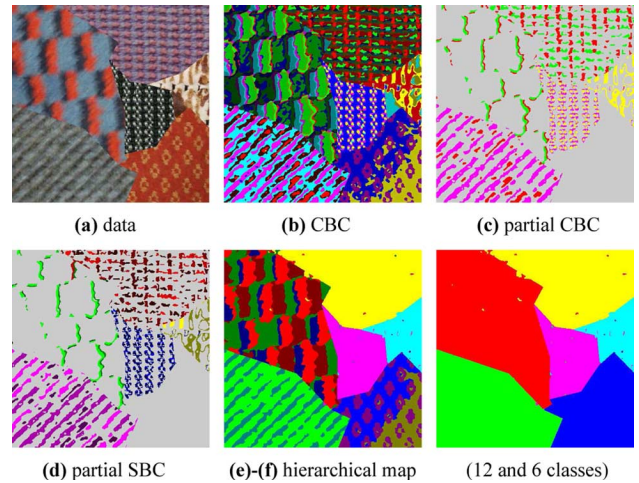 (a) data
(b) CBC
(c) partial CBC
(d) partial SBC
(e)-(f) hierarchical map
(12 and 6 classes)